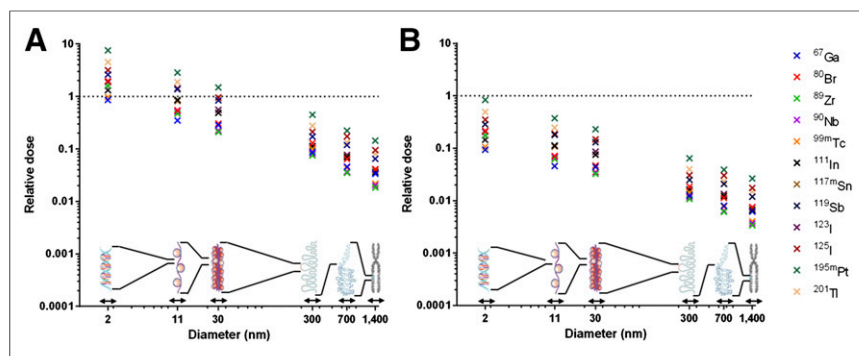 A
B
10
1
0.1
0.01
0.001
0.0001
Relative dose
2
11
30
300
700
1,400
Diameter (nm)
10
1
0.1
0.01
0.001
0.0001
Relative dose
2
11
30
300
700
1,400
Diameter (nm)
⁶⁷Ga
⁸⁰Br
⁸⁹Zr
⁹⁰Nb
⁹⁹ᵐTc
¹¹¹In
¹¹⁷ᵐSn
¹¹⁹Sb
¹²³I
¹²⁵I
¹⁹⁵ᵐPt
²⁰¹Tl